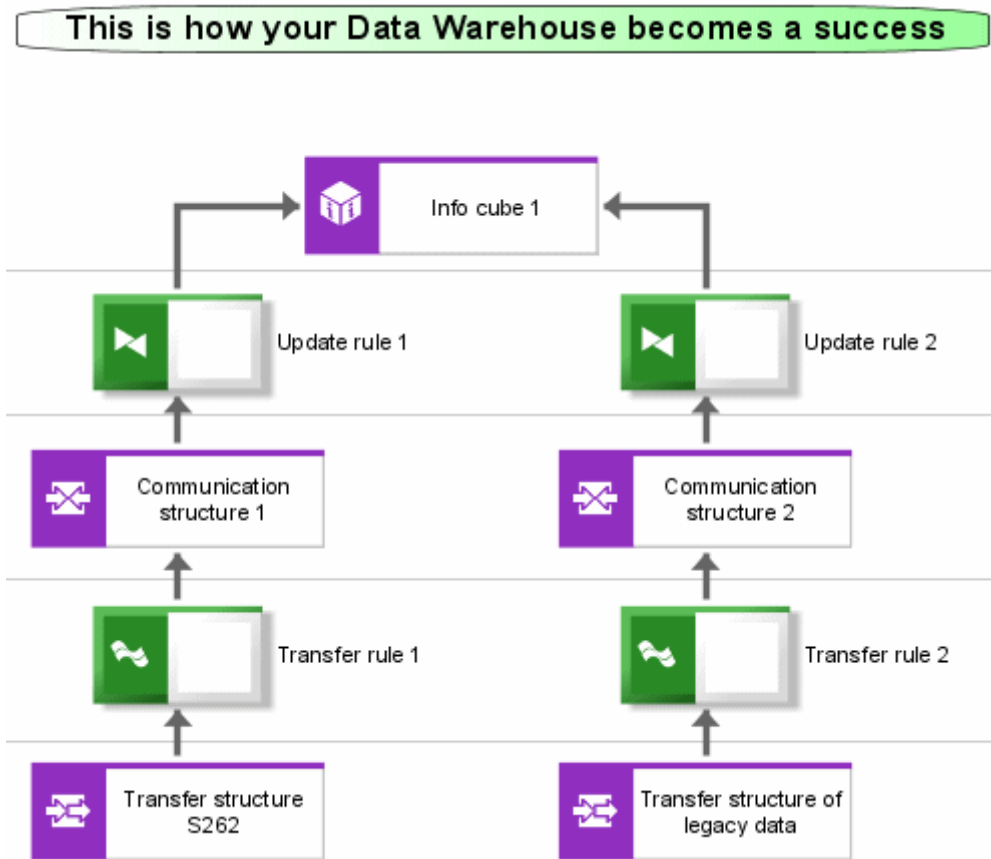 This is how your Data Warehouse becomes a success
Info cube 1
Update rule 1
Update rule 2
Communication
structure 1
Communication
structure 2
Transfer rule 1
Transfer rule 2
Transfer structure
S262
Transfer structure of
legacy data